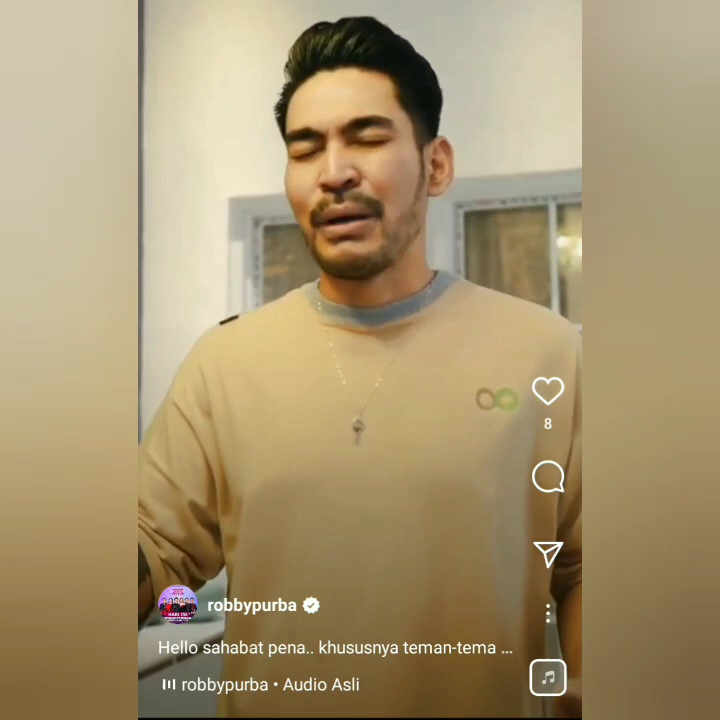 8
robbypurba
Hello sahabat pena.. khususnya teman-tema ...
robbypurba • Audio Asli